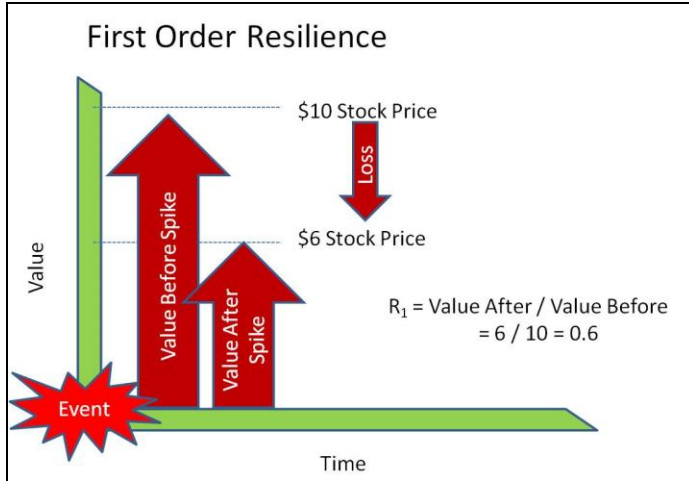 First Order Resilience
$10 Stock Price
Loss
$6 Stock Price
Value
Value Before Spike
Value After
Spike
R₁ = Value After / Value Before
= 6 / 10 = 0.6
Event
Time